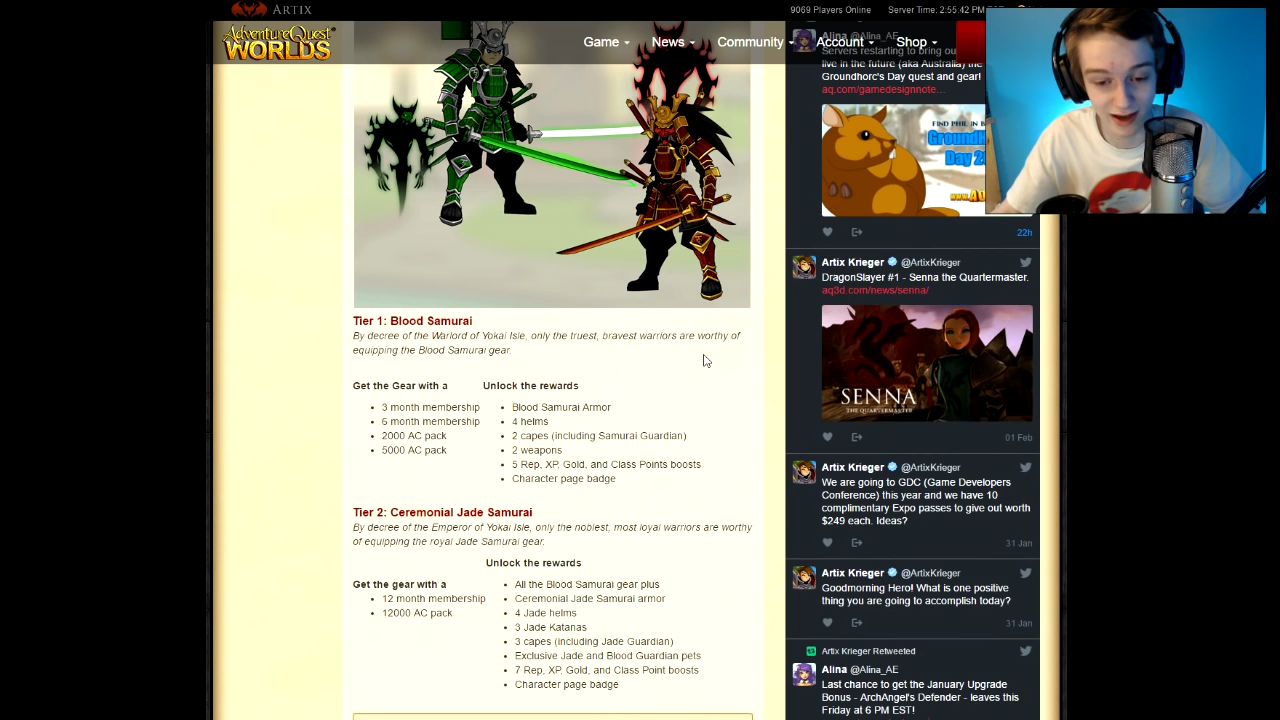 ARTIX
9069 Players Online
Server Time: 2:55:42 PM
AdventureQuest
WORLDS
Game
News
Community
Account
Shop
Tier 1: Blood Samurai
By decree of the Warlord of Yokai Isle, only the truest, bravest warriors are worthy of
equipping the Blood Samurai gear.
Get the Gear with a
3 month membership
6 month membership
2000 AC pack
5000 AC pack
Unlock the rewards
Blood Samurai Armor
4 helms
2 capes (including Samurai Guardian)
2 weapons
5 Rep, XP, Gold, and Class Points boosts
Character page badge
Tier 2: Ceremonial Jade Samurai
By decree of the Emperor of Yokai Isle, only the noblest, most loyal warriors are worthy
of equipping the royal Jade Samurai gear.
Get the gear with a
12 month membership
12000 AC pack
Unlock the rewards
All the Blood Samurai gear plus
Ceremonial Jade Samurai armor
4 Jade helms
3 Jade Katanas
3 capes (including Jade Guardian)
Exclusive Jade and Blood Guardian pets
7 Rep, XP, Gold, and Class Point boosts
Character page badge
Alina @Alina_AE
Servers restarting to bring ou
live in the future (aka Australia) the
Groundhorc's Day quest and gear!
aq.com/gamedesignnote...
FIND PHIL IN B
Ground
Day 2
22h
Artix Krieger @ArtixKrieger
DragonSlayer #1 - Senna the Quartermaster.
aq3d.com/news/senna/
SENNA
THE QUARTERMASTER
01 Feb
Artix Krieger @ArtixKrieger
We are going to GDC (Game Developers
Conference) this year and we have 10
complimentary Expo passes to give out worth
$249 each. Ideas?
31 Jan
Artix Krieger @ArtixKrieger
Goodmorning Hero! What is one positive
thing you are going to accomplish today?
31 Jan
Artix Krieger Retweeted
Alina @Alina_AE
Last chance to get the January Upgrade
Bonus - ArchAngel's Defender - leaves this
Friday at 6 PM EST!